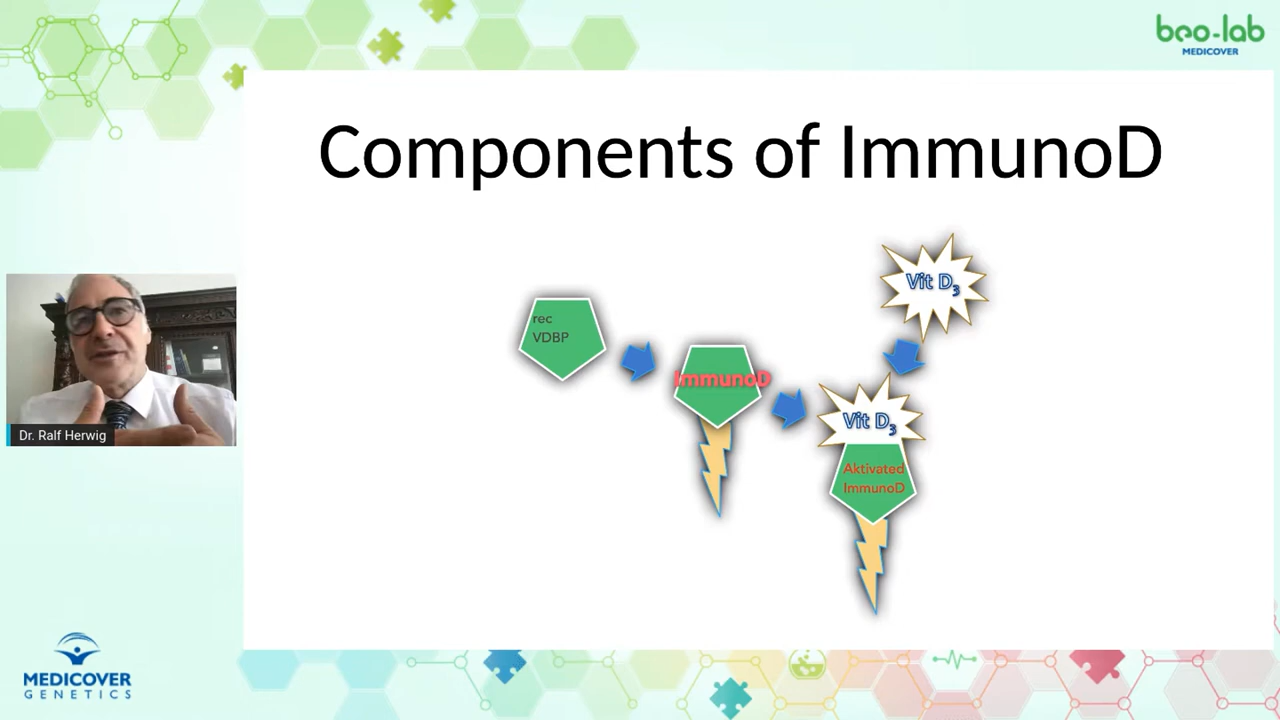 beo-lab
MEDICOVER
Components of ImmunoD
Vit D3
rec
VDBP
ImmunoD
Vit D3
Aktivated
ImmunoD
Dr. Ralf Herwig
MEDICOVER
GENETICS